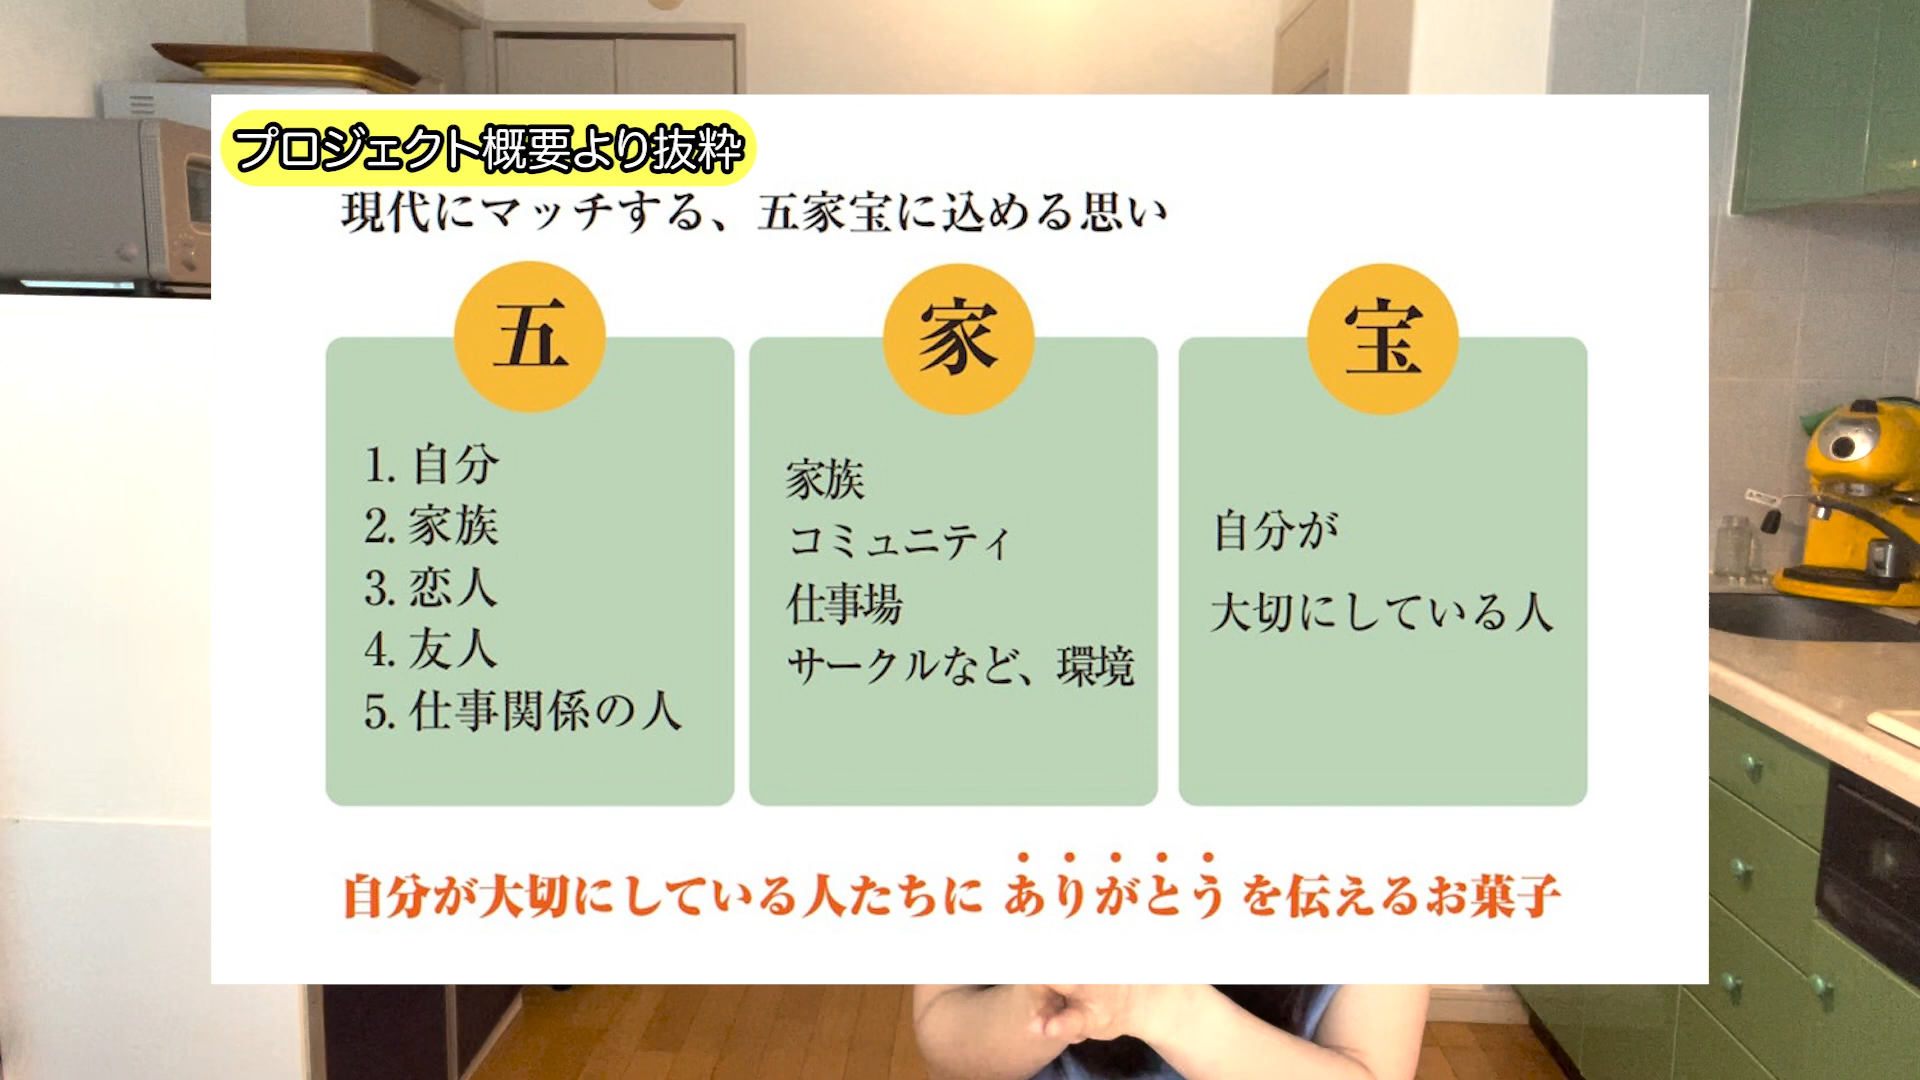 プロジェクト概要より抜粋
現代にマッチする、五家宝に込める思い
五
1. 自分
2. 家族
3. 恋人
4. 友人
5. 仕事関係の人
家
家族
コミュニティ
仕事場
サークルなど、環境
宝
自分が
大切にしている人
自分が大切にしている人たちに ありがとう を伝えるお菓子